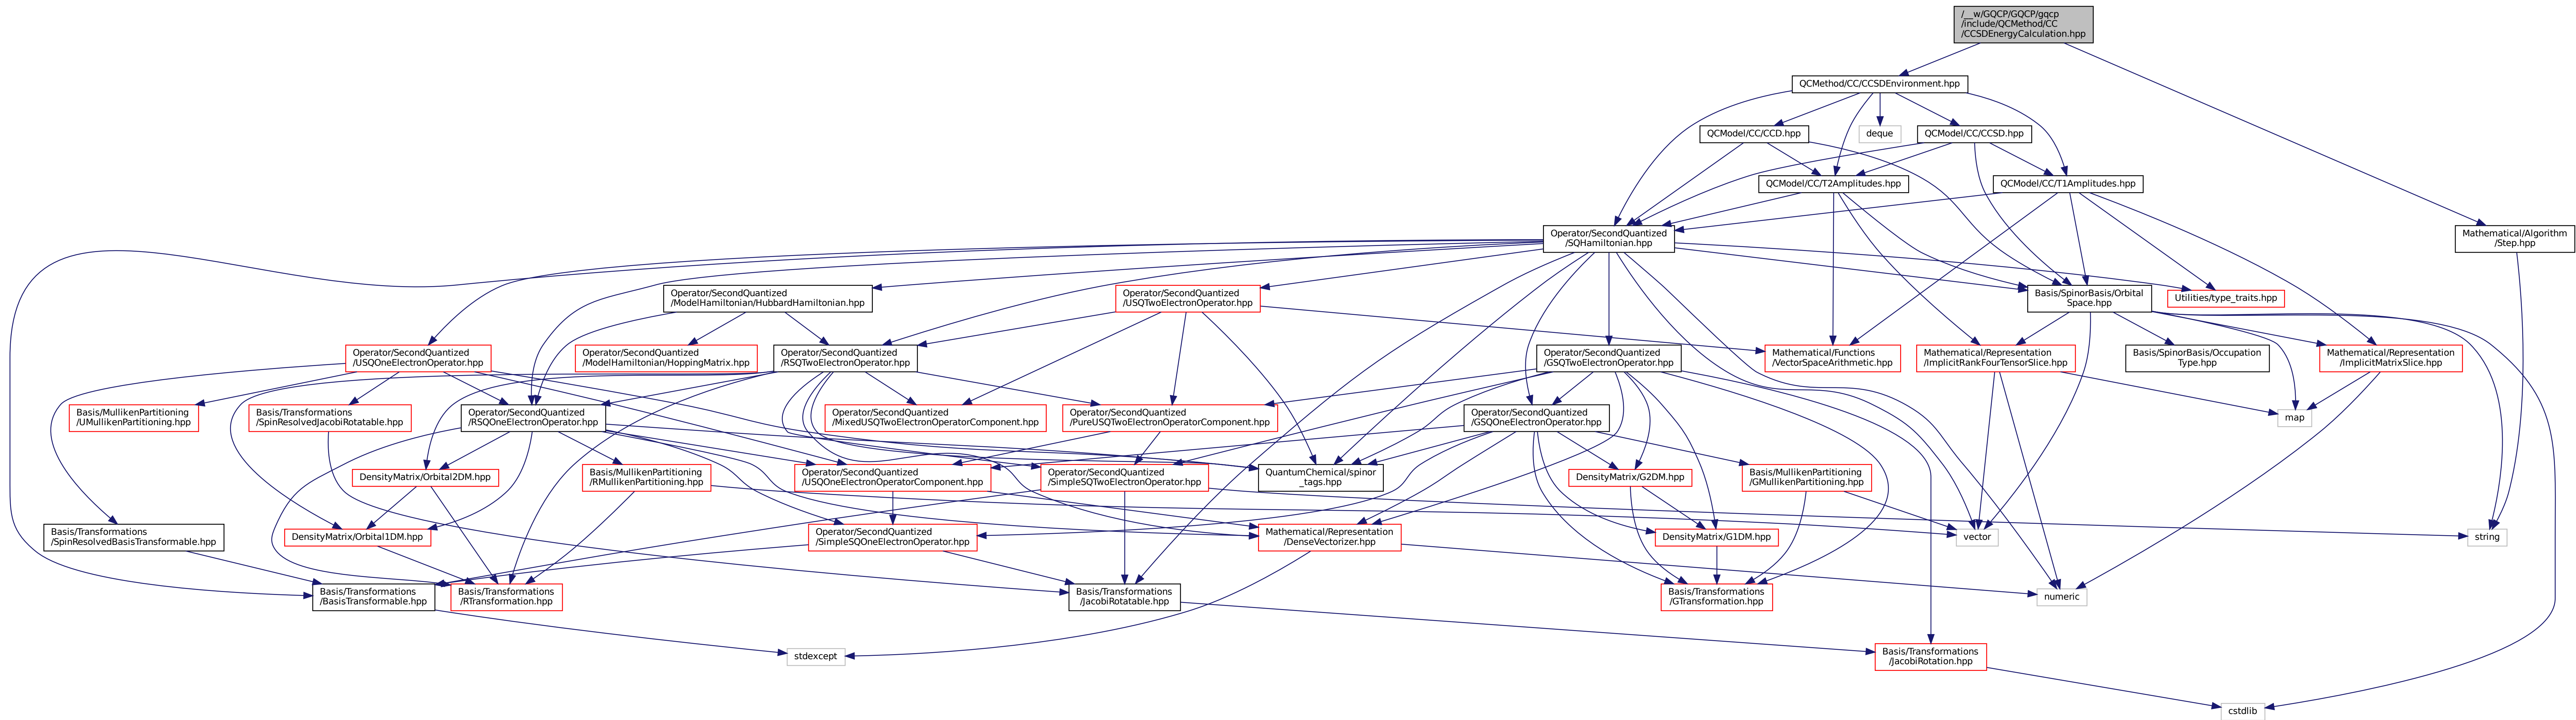 /__w/GQCP/GQCP/gqcp
/include/QCMethod/CC
/CCSDEnergyCalculation.hpp
QCMethod/CC/CCSDEnvironment.hpp
QCModel/CC/CCD.hpp
deque
QCModel/CC/CCSD.hpp
QCModel/CC/T2Amplitudes.hpp
QCModel/CC/T1Amplitudes.hpp
Operator/SecondQuantized
/SQHamiltonian.hpp
Mathematical/Algorithm
/Step.hpp
Operator/SecondQuantized
/ModelHamiltonian/HubbardHamiltonian.hpp
Operator/SecondQuantized
/USQTwoElectronOperator.hpp
Basis/SpinorBasis/Orbital
Space.hpp
Utilities/type_traits.hpp
Operator/SecondQuantized
/USQOneElectronOperator.hpp
Operator/SecondQuantized
/ModelHamiltonian/HoppingMatrix.hpp
Operator/SecondQuantized
/RSQTwoElectronOperator.hpp
Mathematical/Functions
/VectorSpaceArithmetic.hpp
Operator/SecondQuantized
/GSQTwoElectronOperator.hpp
Mathematical/Representation
/ImplicitRankFourTensorSlice.hpp
Basis/SpinorBasis/Occupation
Type.hpp
Mathematical/Representation
/ImplicitMatrixSlice.hpp
Basis/MullikenPartitioning
/UMullikenPartitioning.hpp
Basis/Transformations
/SpinResolvedJacobiRotatable.hpp
Operator/SecondQuantized
/RSQOneElectronOperator.hpp
Operator/SecondQuantized
/MixedUSQTwoElectronOperatorComponent.hpp
Operator/SecondQuantized
/PureUSQTwoElectronOperatorComponent.hpp
Operator/SecondQuantized
/GSQOneElectronOperator.hpp
map
DensityMatrix/Orbital2DM.hpp
Basis/MullikenPartitioning
/RMullikenPartitioning.hpp
Operator/SecondQuantized
/USQOneElectronOperatorComponent.hpp
Operator/SecondQuantized
/SimpleSQTwoElectronOperator.hpp
QuantumChemical/spinor
_tags.hpp
DensityMatrix/G2DM.hpp
Basis/MullikenPartitioning
/GMullikenPartitioning.hpp
Basis/Transformations
/SpinResolvedBasisTransformable.hpp
DensityMatrix/Orbital1DM.hpp
Operator/SecondQuantized
/SimpleSQOneElectronOperator.hpp
Mathematical/Representation
/DenseVectorizer.hpp
DensityMatrix/G1DM.hpp
vector
string
Basis/Transformations
/BasisTransformable.hpp
Basis/Transformations
/RTransformation.hpp
Basis/Transformations
/JacobiRotatable.hpp
Basis/Transformations
/GTransformation.hpp
numeric
stdexcept
Basis/Transformations
/JacobiRotation.hpp
cstdlib